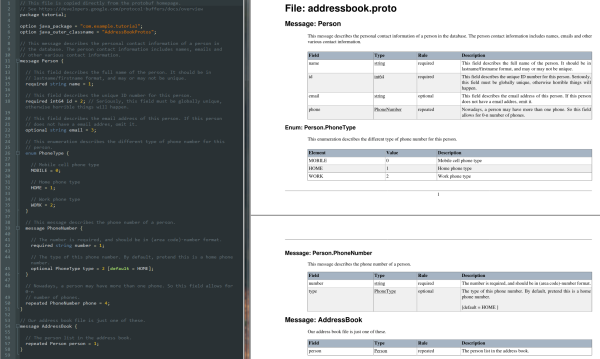 // This file is copied directly from the protobuf homepage.
// See https://developers.google.com/protocol-buffers/docs/overview
package tutorial;
option java_package = "com.example.tutorial";
option java_outer_classname = "AddressBookProtos";
// This message describes the personal contact information of a person in
// the database. The person contact information includes names, emails and
// other various contact information.
message Person {
// This field describes the full name of the person. It should be in
// lastname/firstname format, and may or may not be unique.
required string name = 1;
// This field describes the unique ID number for this person.
required int64 id = 2; // Seriously, this field must be globally unique,
otherwise horrible things will happen.
// This field describes the email address of this person. If this person
// does not have a email adder, omit it.
optional string email = 3;
// This enumeration describes the different type of phone number for this
// person.
enum PhoneType {
// Mobile cell phone type
MOBILE = 0;
// Home phone type
HOME = 1;
// Work phone type
WORK = 2;
}
// This message describes the phone number of a person.
message PhoneNumber {
// The number is required, and should be in (area code)-number format.
required string number = 1;
// The type of this phone number. By default, pretend this is a home phone
number.
optional PhoneType type = 2 [default = HOME];
}
// Nowadays, a person may have more than one phone. So this field allows for
// number of phones.
repeated PhoneNumber phone = 4;
}
// Our address book file is just one of these.
message AddressBook {
// The person list in the address book.
repeated Person person = 1;
}
File: addressbook.proto
Message: Person
This message describes the personal contact information of a person in the database. The person contact information includes names, emails and other
various contact information.
Field Type Rule Description
name string required This field describes the full name of the person. It should be in
lastname/firstname format, and may or may not be unique.
id int64 required This field describes the unique ID number for this person. Seriously,
this field must be globally unique, otherwise horrible things will
happen.
email string optional This field describes the email address of this person. If this person
does not have a email adder, omit it.
phone PhoneNumber repeated Nowadays, a person may have more than one phone. So this field
allows for number of phones.
Enum: Person.PhoneType
This enumeration describes the different type of phone number for this person.
Element Value Description
MOBILE 0 Mobile cell phone type
HOME 1 Home phone type
WORK 2 Work phone type
1
Message: Person.PhoneNumber
This message describes the phone number of a person.
Field Type Rule Description
number string required The number is required, and should be in (area code)-number format.
type PhoneType optional The type of this phone number. By default, pretend this is a home
phone number.
[default = HOME ]
Message: AddressBook
Our address book file is just one of these.
Field Type Rule Description
person Person repeated The person list in the address book.